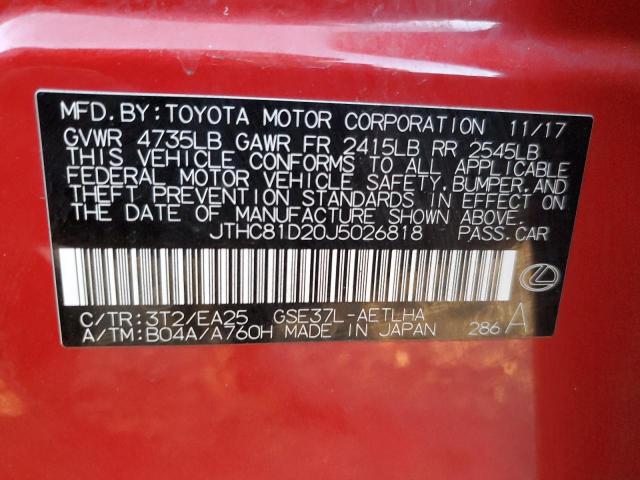 MFD.BY:TOYOTA MOTOR CORPORATION 11/17
GVWR 4735LB GAWR FR 2415LB RR 2545LB
THIS VEHICLE CONFORMS TO ALL APPLICABLE
FEDERAL MOTOR VEHICLE SAFETY, BUMPER, AND
THEFT PREVENTION STANDARDS IN EFFECT ON
THE DATE OF MANUFACTURE SHOWN ABOVE.
JTHC81D20J5026818 PASS.CAR
C/TR:3T2/EA25 GSE37L-AETLHA
A/TM:B04A/A760H MADE IN JAPAN 286 A